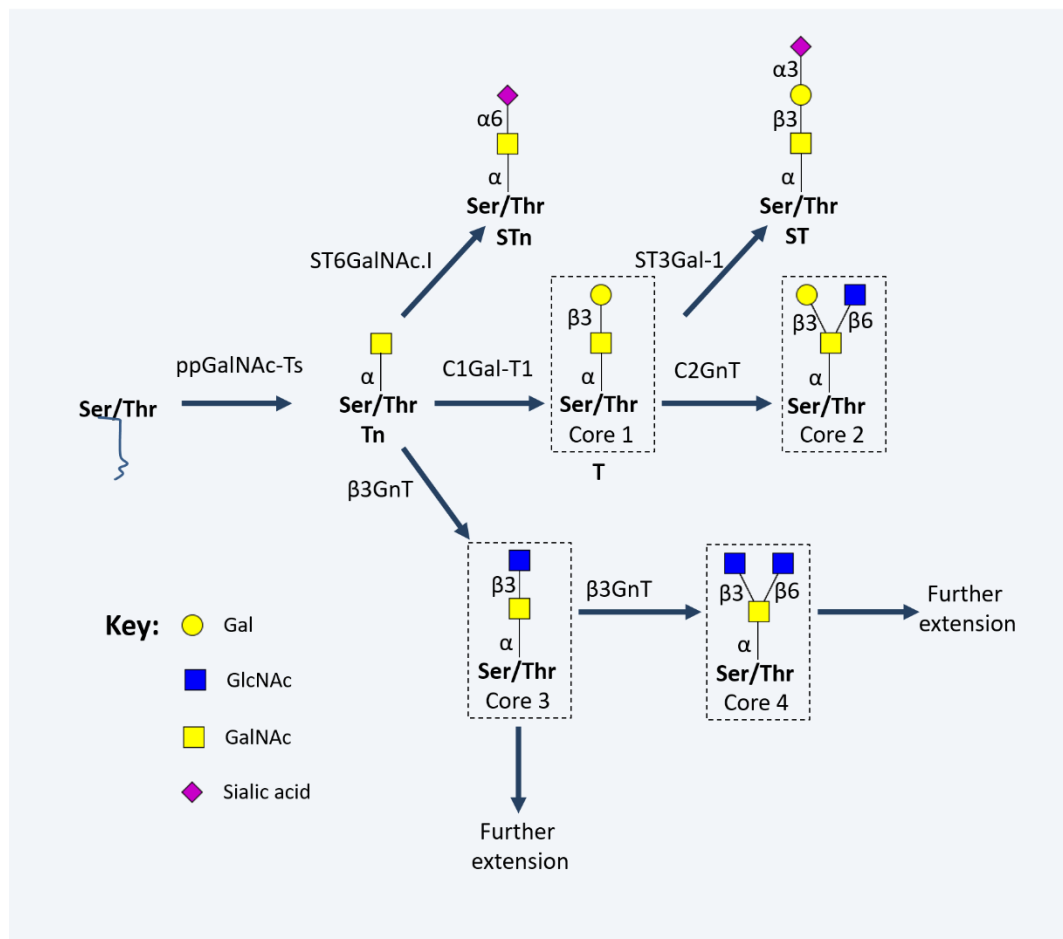 α3
β3
α
Ser/Thr
ST
α6
α
Ser/Thr
STn
ST6GalNAc.I
ST3Gal-1
ppGalNAc-Ts
Ser/Thr
α
Ser/Thr
Tn
C1Gal-T1
β3
α
Ser/Thr
Core 1
T
C2GnT
β3
β6
α
Ser/Thr
Core 2
β3GnT
β3
α
Ser/Thr
Core 3
β3GnT
β3
β6
α
Ser/Thr
Core 4
Further
extension
Further
extension
Key:
Gal
GlcNAc
GalNAc
Sialic acid